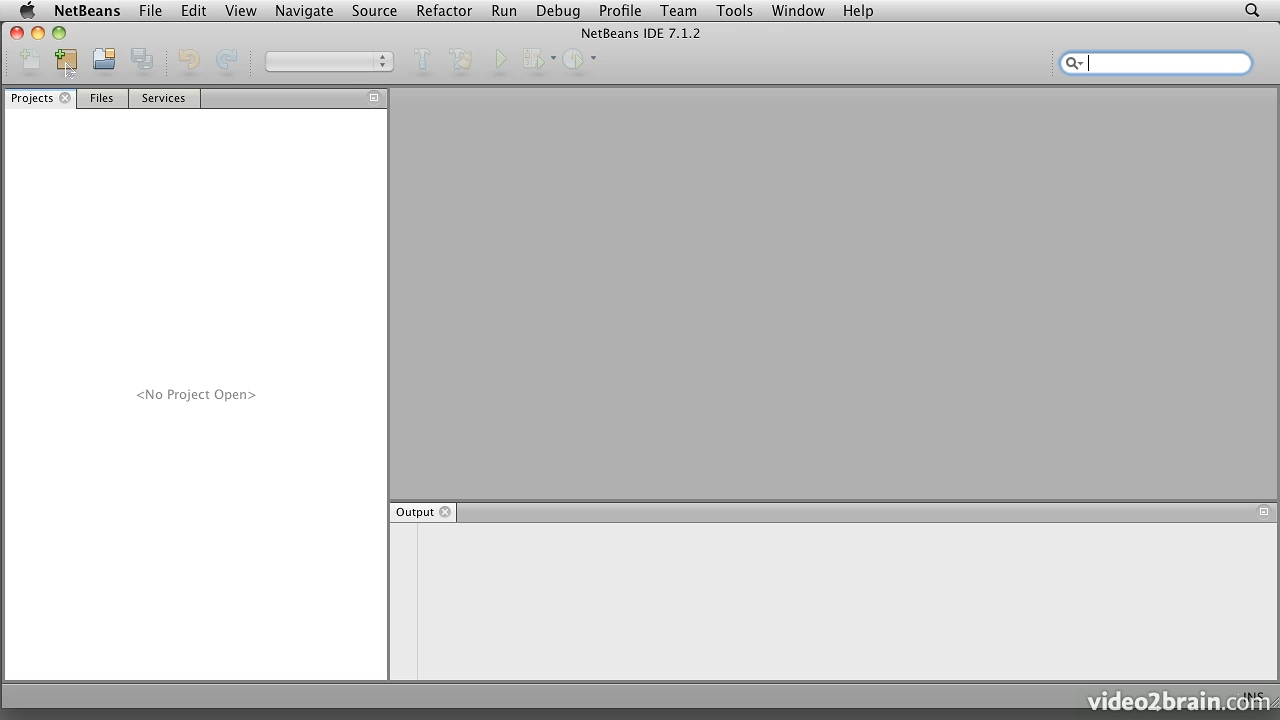 NetBeans File Edit View Navigate Source Refactor Run Debug Profile Team Tools Window Help
NetBeans IDE 7.1.2
Projects Files Services
<No Project Open>
Output
INS
video2brain.com